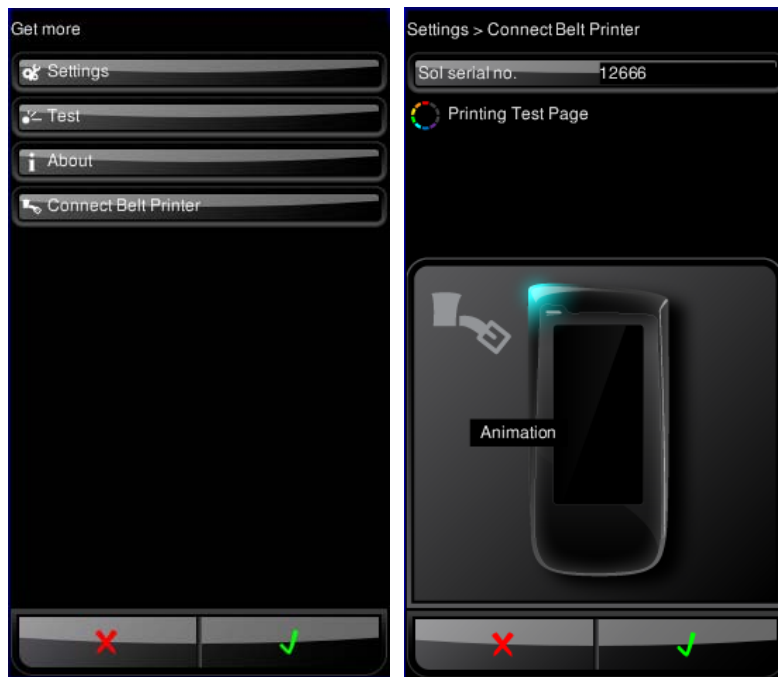 Get more
Settings
Test
About
Connect Belt Printer
Settings > Connect Belt Printer
Sol serial no. 12666
Printing Test Page
Animation